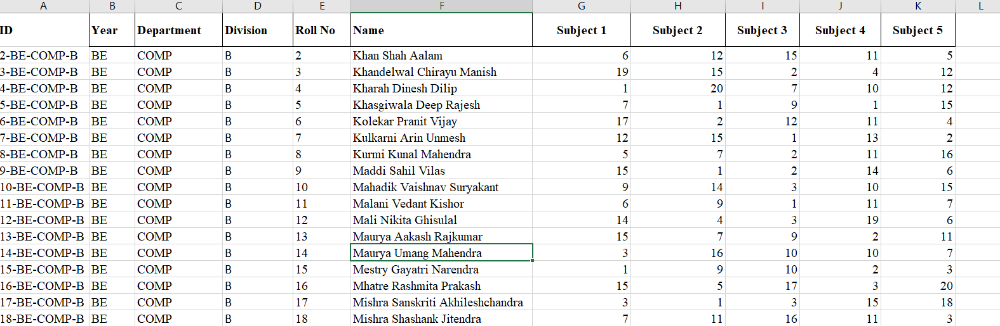 A B C D E F G H I J K L
ID Year Department Division Roll No Name Subject 1 Subject 2 Subject 3 Subject 4 Subject 5
2-BE-COMP-B BE COMP B 2 Khan Shah Aalam 6 12 15 11 5
3-BE-COMP-B BE COMP B 3 Khandelwal Chirayu Manish 19 15 2 4 12
4-BE-COMP-B BE COMP B 4 Kharah Dinesh Dilip 1 20 7 10 12
5-BE-COMP-B BE COMP B 5 Khasgiwala Deep Rajesh 7 1 9 1 15
6-BE-COMP-B BE COMP B 6 Kolekar Pranit Vijay 17 2 12 11 4
7-BE-COMP-B BE COMP B 7 Kulkarni Arin Unmesh 12 15 1 13 2
8-BE-COMP-B BE COMP B 8 Kurmi Kunal Mahendra 5 7 2 11 16
9-BE-COMP-B BE COMP B 9 Maddi Sahil Vilas 15 1 2 14 6
10-BE-COMP-B BE COMP B 10 Mahadik Vaishnav Suryakant 9 14 3 10 15
11-BE-COMP-B BE COMP B 11 Malani Vedant Kishor 6 9 1 11 7
12-BE-COMP-B BE COMP B 12 Mali Nikita Ghisulal 14 4 3 19 6
13-BE-COMP-B BE COMP B 13 Maurya Aakash Rajkumar 15 7 9 2 11
14-BE-COMP-B BE COMP B 14 Maurya Umang Mahendra 3 16 10 10 7
15-BE-COMP-B BE COMP B 15 Mestry Gayatri Narendra 1 9 10 2 3
16-BE-COMP-B BE COMP B 16 Mhatre Rashmita Prakash 15 5 17 3 20
17-BE-COMP-B BE COMP B 17 Mishra Sanskriti Akhileshchandra 3 1 3 15 18
18-BE-COMP-B BE COMP B 18 Mishra Shashank Jitendra 7 11 16 11 3